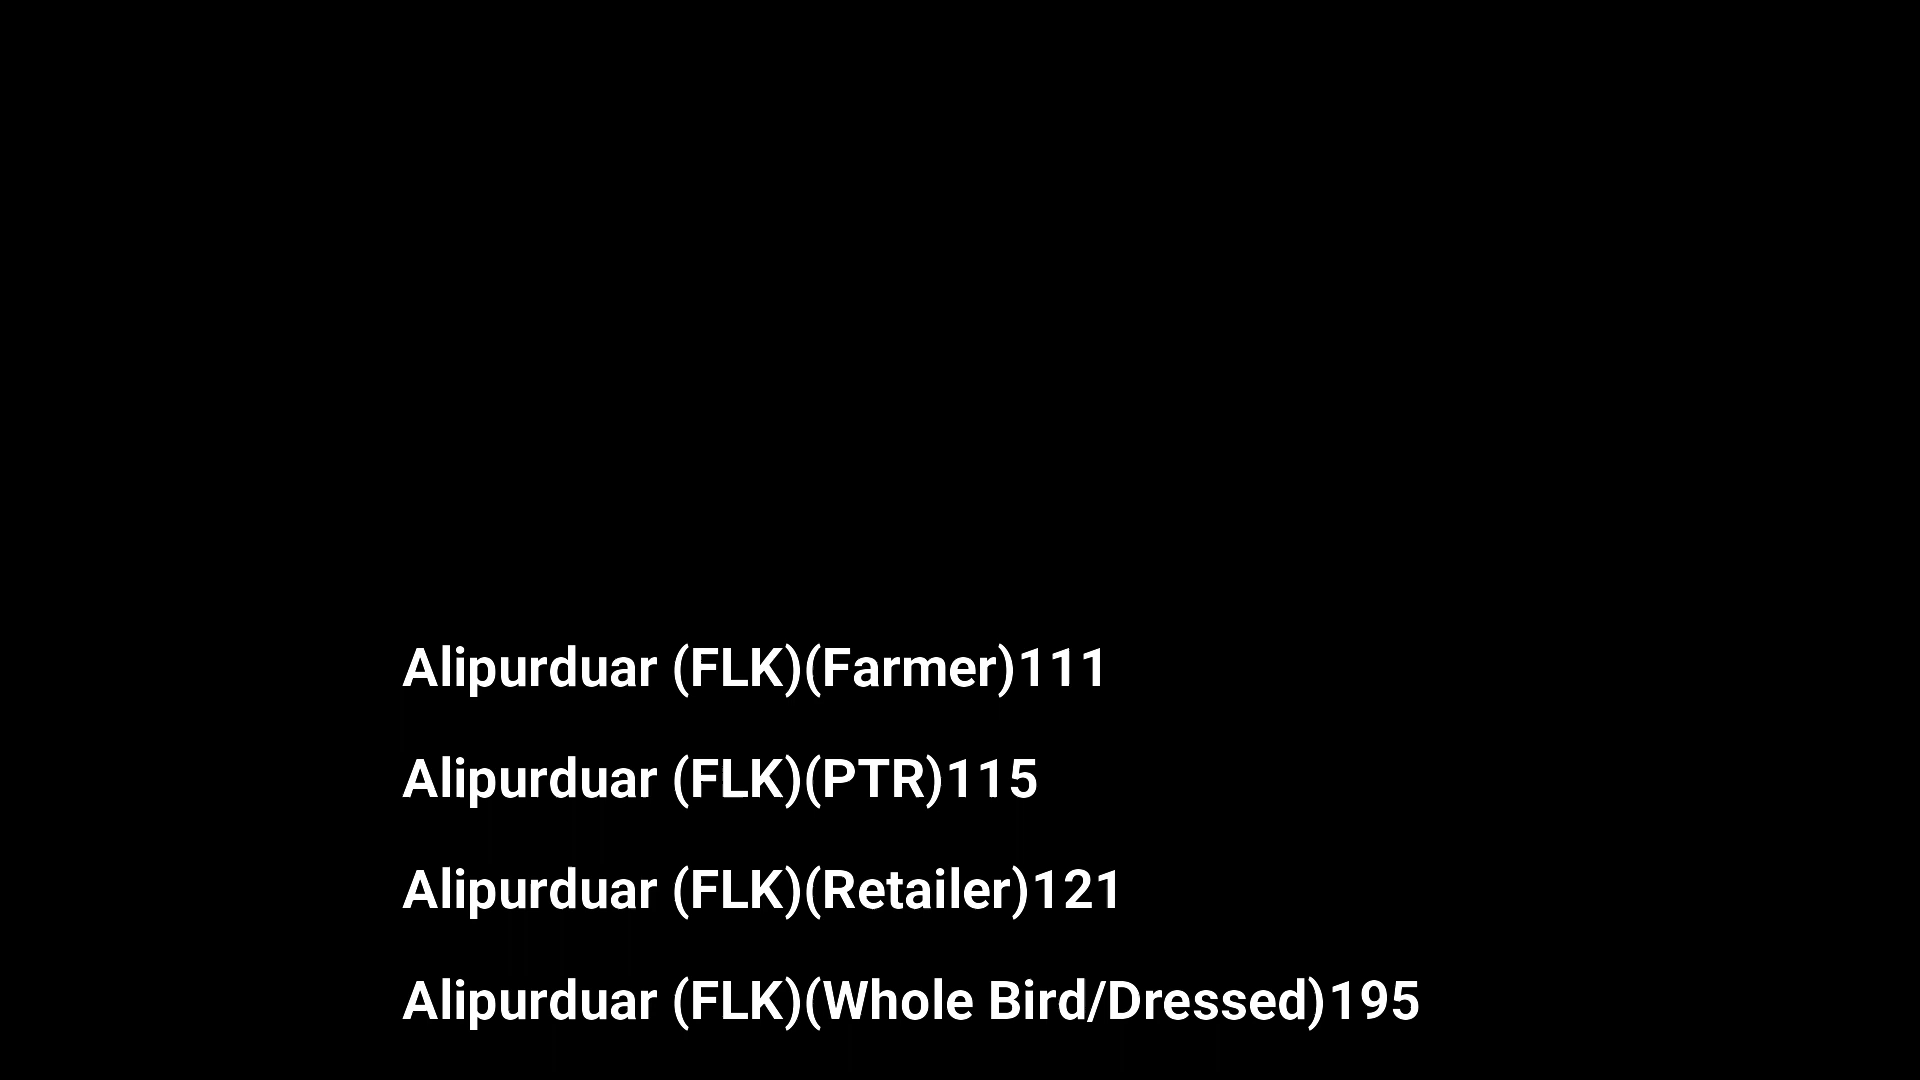 Alipurduar (FLK)(Farmer)111
Alipurduar (FLK)(PTR)115
Alipurduar (FLK)(Retailer)121
Alipurduar (FLK)(Whole Bird/Dressed)195